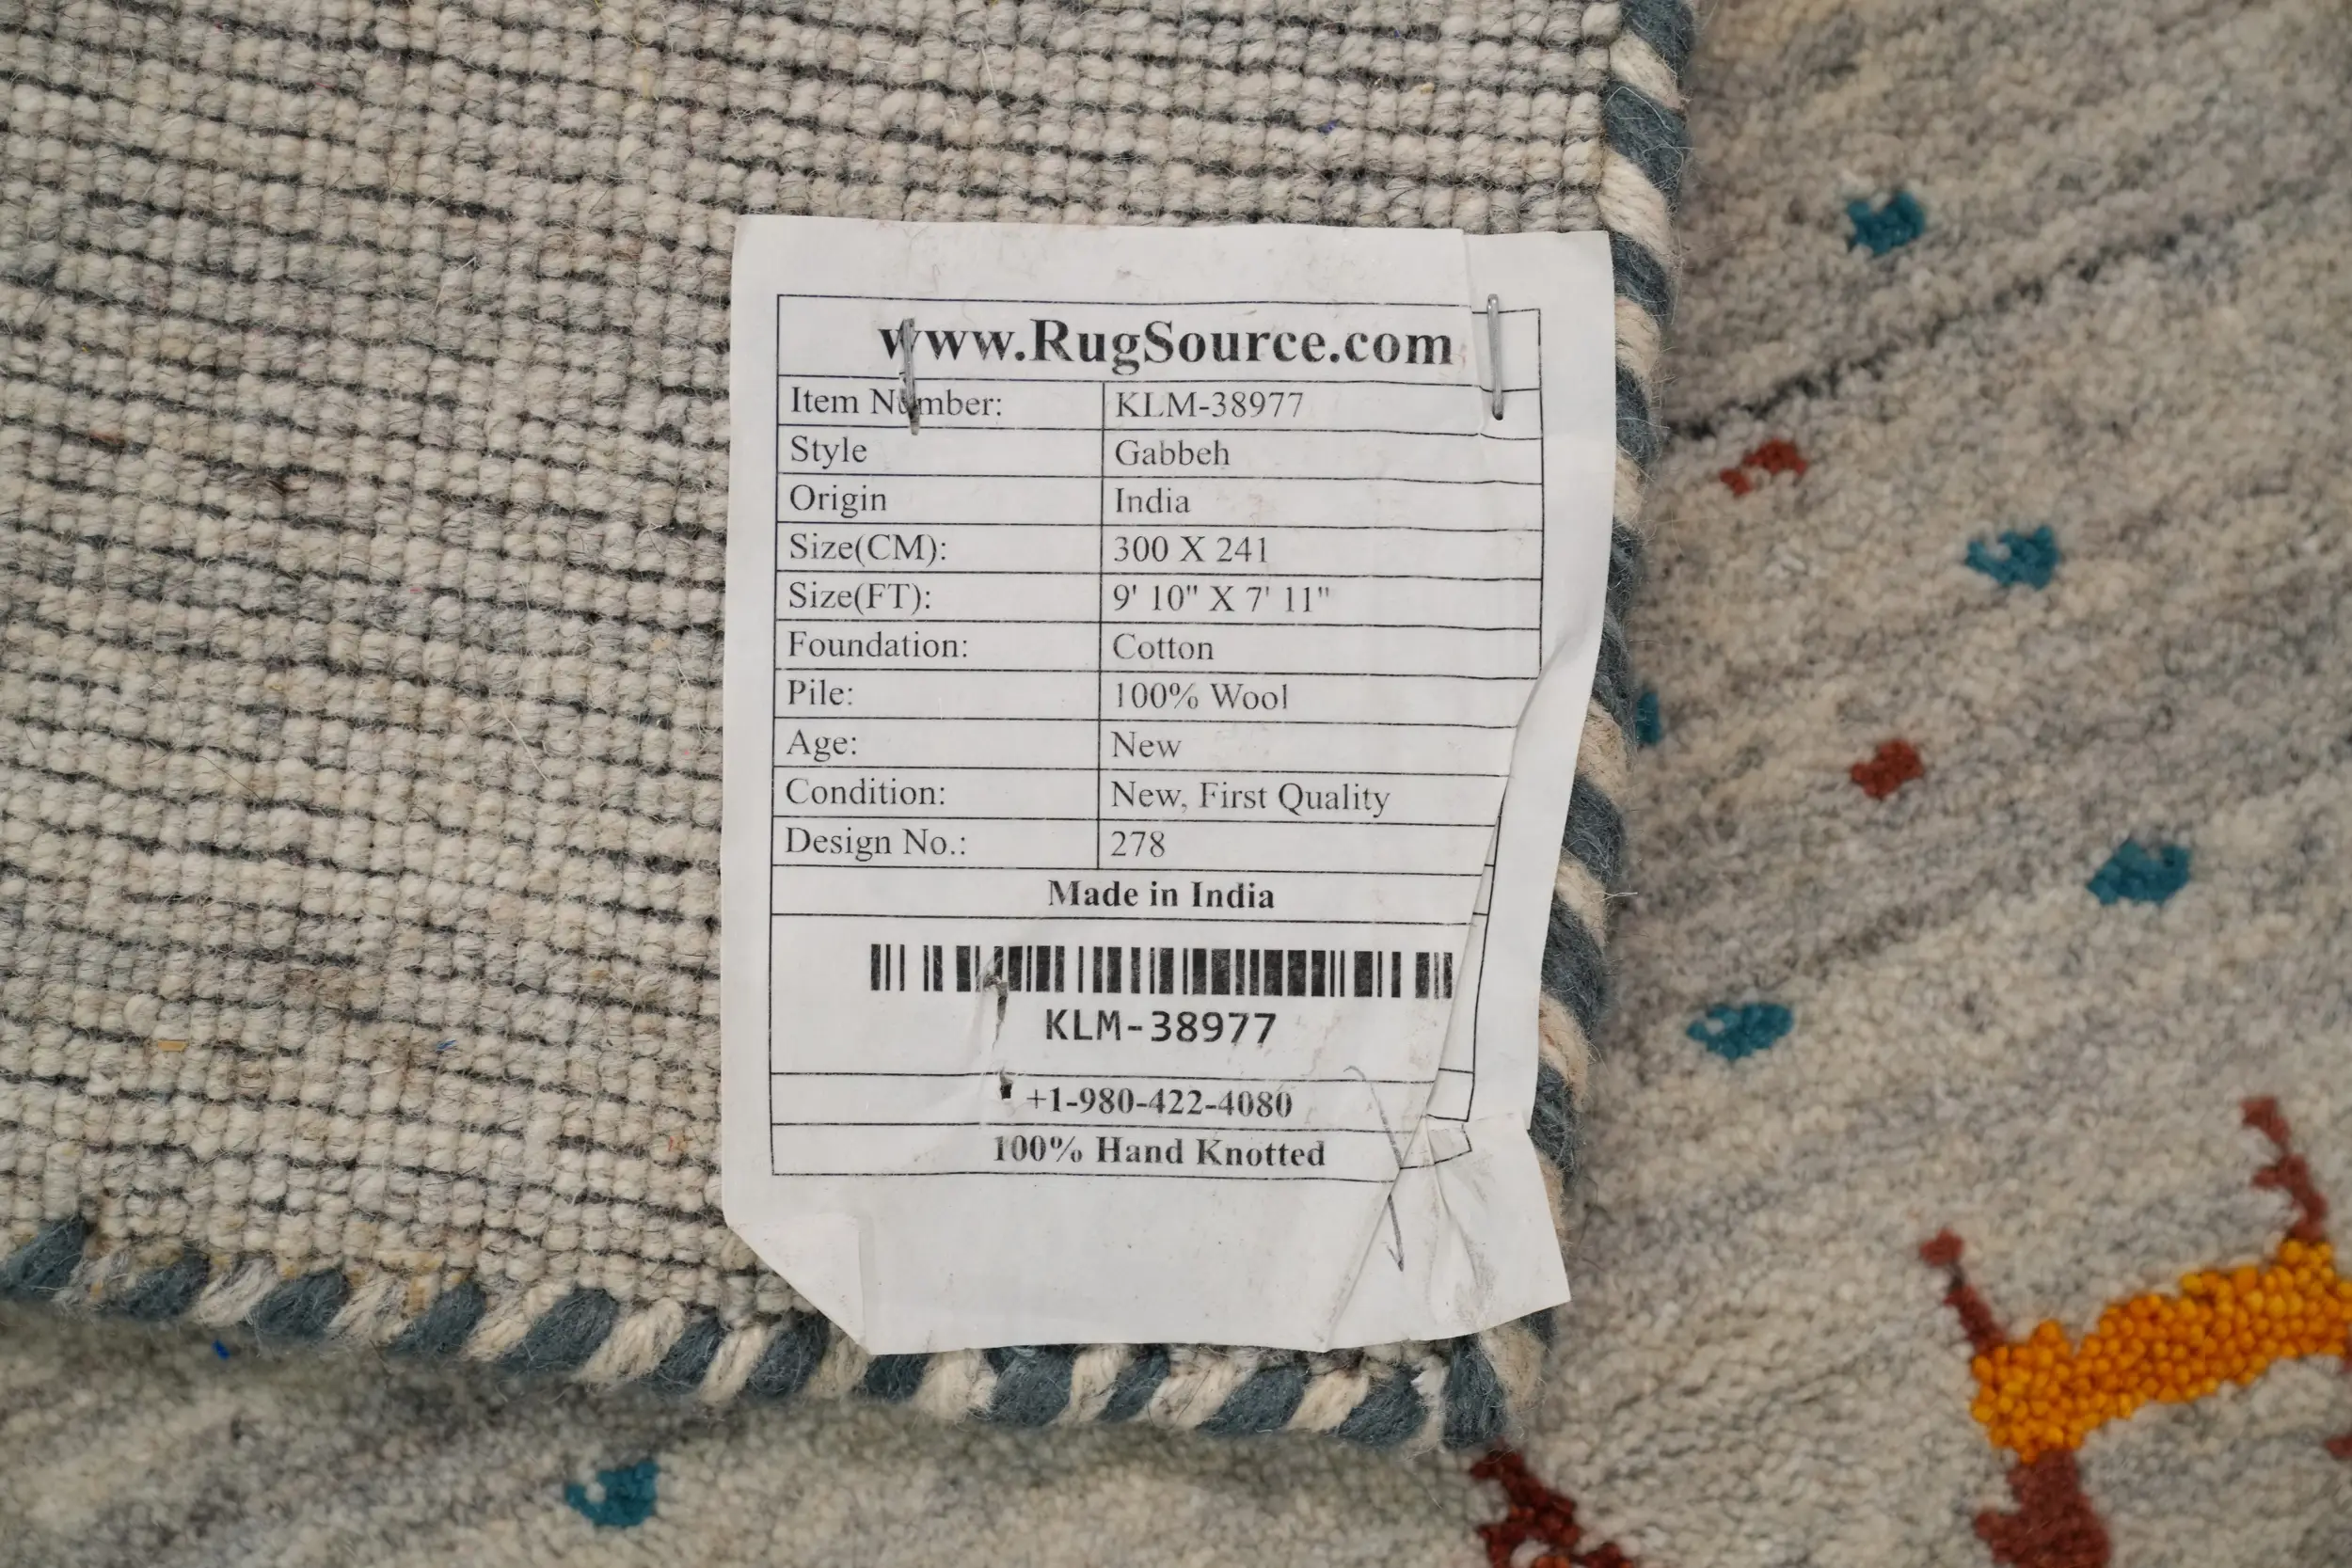 www.RugSource.com
Item Number: KLM-38977
Style Gabbeh
Origin India
Size(CM): 300 X 241
Size(FT): 9' 10" X 7' 11"
Foundation: Cotton
Pile: 100% Wool
Age: New
Condition: New, First Quality
Design No.: 278
Made in India
KLM-38977
+1-980-422-4080
100% Hand Knotted